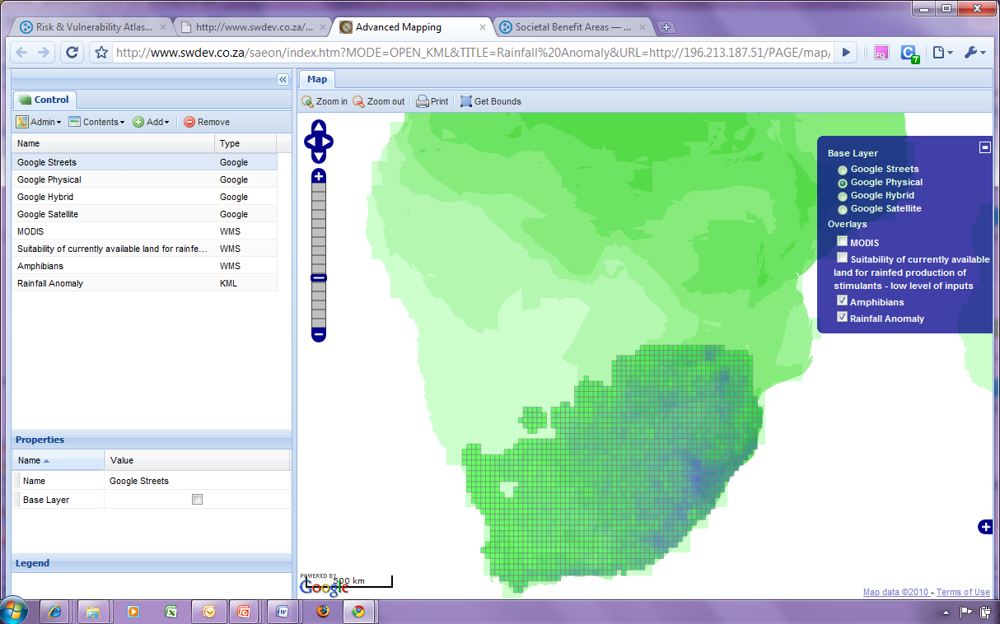 Risk & Vulnerability Atlas...
http://www.swdev.co.za/...
Advanced Mapping
Societal Benefit Areas — ...
http://www.swdev.co.za/saeon/index.htm?MODE=OPEN_KML&TITLE=Rainfall%20Anomaly&URL=http://196.213.187.51/PAGE/map/
FQ
C
7
Control
Admin
Contents
Add
Remove
Name
Type
Google Streets
Google
Google Physical
Google
Google Hybrid
Google
Google Satellite
Google
MODIS
WMS
Suitability of currently available land for rainfe...
WMS
Amphibians
WMS
Rainfall Anomaly
KML
Properties
Name
Value
Name
Google Streets
Base Layer
Legend
Map
Zoom in
Zoom out
Print
Get Bounds
Base Layer
Google Streets
Google Physical
Google Hybrid
Google Satellite
Overlays
MODIS
Suitability of currently available
land for rainfed production of
stimulants - low level of inputs
Amphibians
Rainfall Anomaly
POWERED BY
Google
500 km
Map data ©2010 - Terms of Use